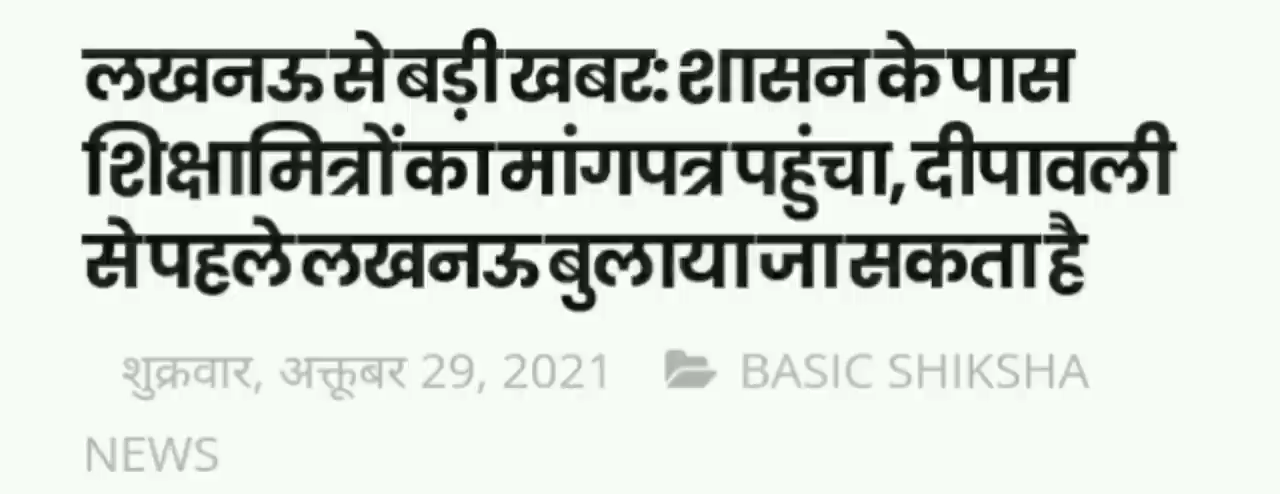 लखनऊ से बड़ी खबर: शासन के पास
शिक्षामित्रों का मांगपत्र पहुंचा, दीपावली
से पहले लखनऊ बुलाया जा सकता है
शुक्रवार, अक्तूबर 29, 2021 BASIC SHIKSHA
NEWS